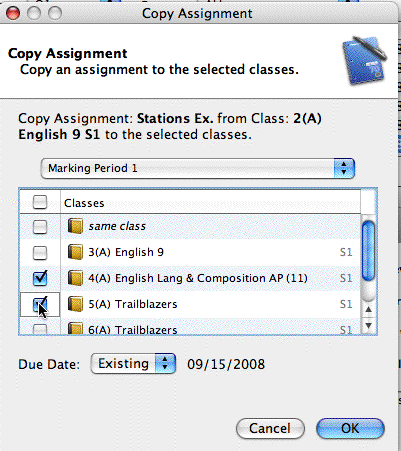 Copy Assignment
Copy Assignment
Copy an assignment to the selected classes.
Copy Assignment: Stations Ex. from Class: 2(A)
English 9 S1 to the selected classes.
Marking Period 1
Classes
same class
3(A) English 9 S1
4(A) English Lang & Composition AP (11) S1
5(A) Trailblazers S1
6(A) Trailblazers S1
Due Date: Existing 09/15/2008
Cancel OK